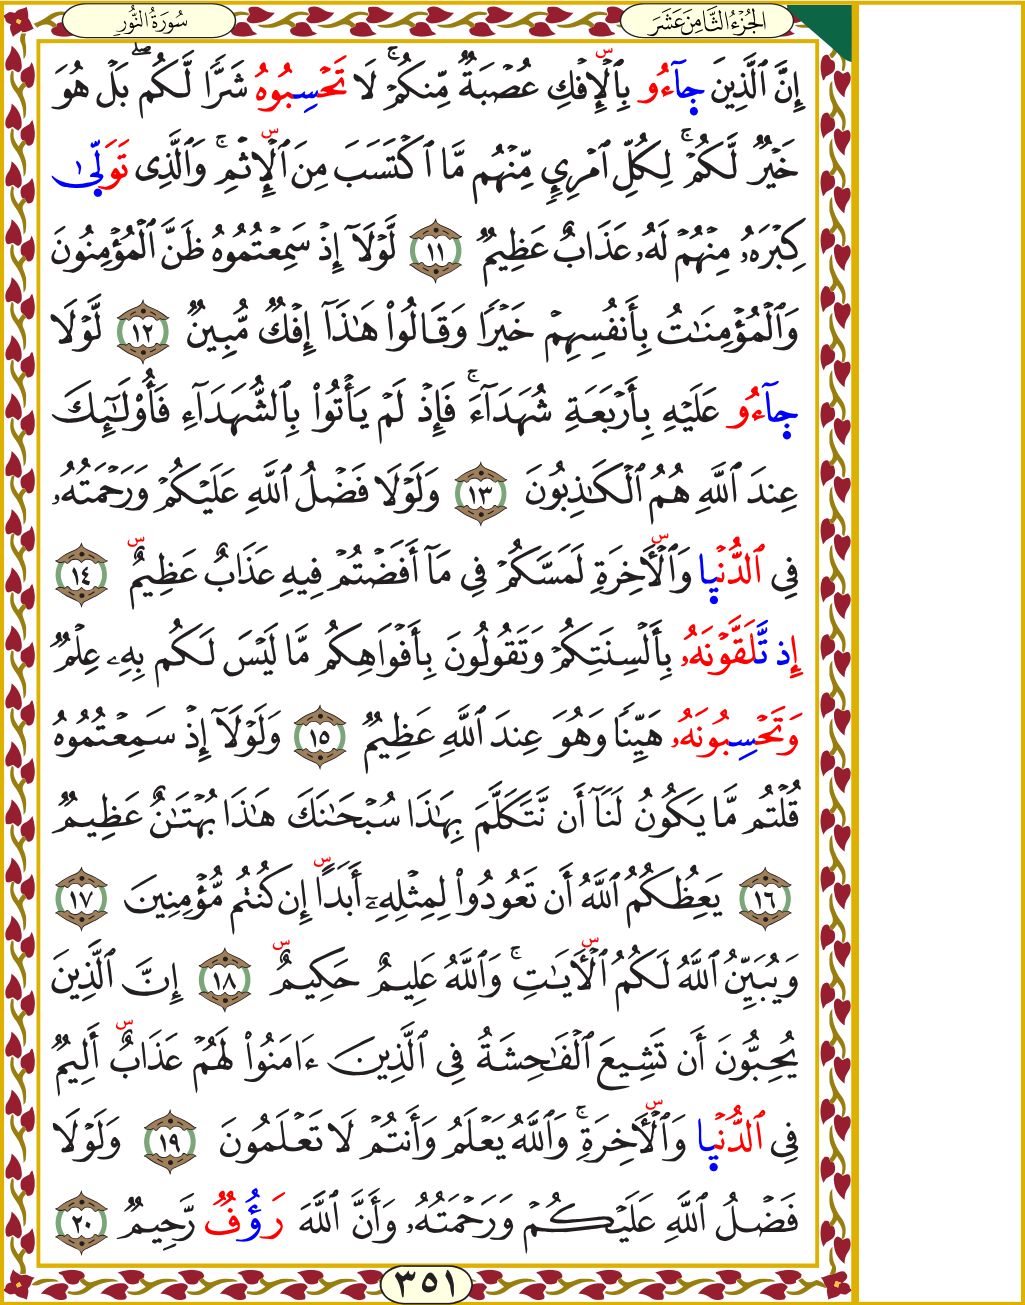 الجُزْءُ الثَّامِنَ عَشَرَ
سُورَةُ النُّورِ
إِنَّ ٱلَّذِينَ جَآءُو بِٱلْإِفْكِ عُصْبَةٌ مِّنكُمْۚ لَا تَحْسِبُوهُ شَرًّا لَّكُمۖ بَلْ هُوَ
خَيْرٌ لَّكُمْۚ لِكُلِّ ٱمْرِيٍٕ مِّنْهُم مَّا ٱكْتَسَبَ مِنَ ٱلْإِثْمِۚ وَٱلَّذِى تَوَلَّىٰ
كِبْرَهُۥ مِنْهُمْ لَهُۥ عَذَابٌ عَظِيمٌ ١١ لَّوْلَآ إِذْ سَمِعْتُمُوهُ ظَنَّ ٱلْمُؤْمِنُونَ
وَٱلْمُؤْمِنَٰتُ بِأَنفُسِهِمْ خَيْرًا وَقَالُوا۟ هَٰذَآ إِفْكٌ مُّبِينٌ ١٢ لَّوْلَا
جَآءُو عَلَيْهِ بِأَرْبَعَةِ شُهَدَآءَۚ فَإِذْ لَمْ يَأْتُوا۟ بِٱلشُّهَدَآءِ فَأُو۟لَٰٓئِكَ
عِندَ ٱللَّهِ هُمُ ٱلْكَٰذِبُونَ ١٣ وَلَوْلَا فَضْلُ ٱللَّهِ عَلَيْكُمْ وَرَحْمَتُهُۥ
فِى ٱلدُّنْيَا وَٱلْءَاخِرَةِ لَمَسَّكُمْ فِى مَآ أَفَضْتُمْ فِيهِ عَذَابٌ عَظِيمٌ ١٤
إِذ تَّلَقَّوْنَهُۥ بِأَلْسِنَتِكُمْ وَتَقُولُونَ بِأَفْوَاهِكُم مَّا لَيْسَ لَكُم بِهِۦ عِلْمٌ
وَتَحْسِبُونَهُۥ هَيِّنًا وَهُوَ عِندَ ٱللَّهِ عَظِيمٌ ١٥ وَلَوْلَآ إِذْ سَمِعْتُمُوهُ
قُلْتُم مَّا يَكُونُ لَنَآ أَن نَّتَكَلَّمَ بِهَٰذَا سُبْحَٰنَكَ هَٰذَا بُهْتَٰنٌ عَظِيمٌ
١٦ يَعِظُكُمُ ٱللَّهُ أَن تَعُودُوا۟ لِمِثْلِهِۦٓ أَبَدًا إِن كُنتُم مُّؤْمِنِينَ ١٧
وَيُبَيِّنُ ٱللَّهُ لَكُمُ ٱلْءَايَٰتِۚ وَٱللَّهُ عَلِيمٌ حَكِيمٌ ١٨ إِنَّ ٱلَّذِينَ
يُحِبُّونَ أَن تَشِيعَ ٱلْفَٰحِشَةُ فِى ٱلَّذِينَ ءَامَنُوا۟ لَهُمْ عَذَابٌ أَلِيمٌ
فِى ٱلدُّنْيَا وَٱلْءَاخِرَةِۚ وَٱللَّهُ يَعْلَمُ وَأَنتُمْ لَا تَعْلَمُونَ ١٩ وَلَوْلَا
فَضْلُ ٱللَّهِ عَلَيْكُمْ وَرَحْمَتُهُۥ وَأَنَّ ٱللَّهَ رَؤُفٌ رَّحِيمٌ ٢٠
٣٥١